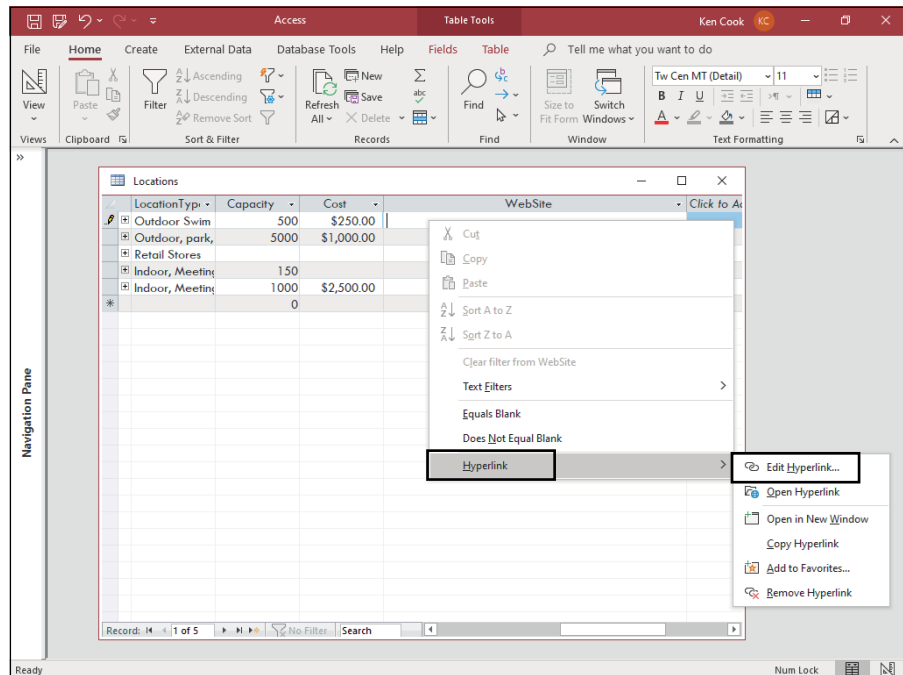 Access Table Tools Ken Cook KC
File Home Create External Data Database Tools Help Fields Table Tell me what you want to do
View
Paste
Filter
Ascending
Descending
Remove Sort
Refresh
All
New
Save
Delete
Find
Size to
Fit Form
Switch
Windows
Tw Cen MT (Detail) 11
B I U
A
Views Clipboard Sort & Filter Records Find Window Text Formatting
Navigation Pane
Locations
LocationType Capacity Cost WebSite Click to Ad
Outdoor Swim 500 $250.00
Outdoor, park, 5000 $1,000.00
Retail Stores
Indoor, Meeting 150
Indoor, Meeting 1000 $2,500.00
* 0
Cut
Copy
Paste
Sort A to Z
Sort Z to A
Clear filter from WebSite
Text Filters
Equals Blank
Does Not Equal Blank
Hyperlink
Edit Hyperlink...
Open Hyperlink
Open in New Window
Copy Hyperlink
Add to Favorites...
Remove Hyperlink
Record: 1 of 5 No Filter Search
Ready Num Lock